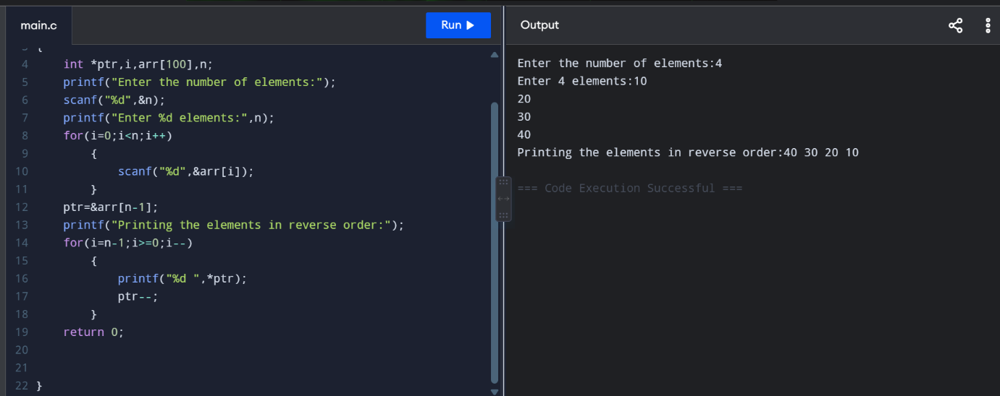 main.c
Run
4 int *ptr,i,arr[100],n;
5 printf("Enter the number of elements:");
6 scanf("%d",&n);
7 printf("Enter %d elements:",n);
8 for(i=0;i<n;i++)
9 {
10 scanf("%d",&arr[i]);
11 }
12 ptr=&arr[n-1];
13 printf("Printing the elements in reverse order:");
14 for(i=n-1;i>=0;i--)
15 {
16 printf("%d ",*ptr);
17 ptr--;
18 }
19 return 0;
20
21
22 }
Output
Enter the number of elements:4
Enter 4 elements:10
20
30
40
Printing the elements in reverse order:40 30 20 10
=== Code Execution Successful ===